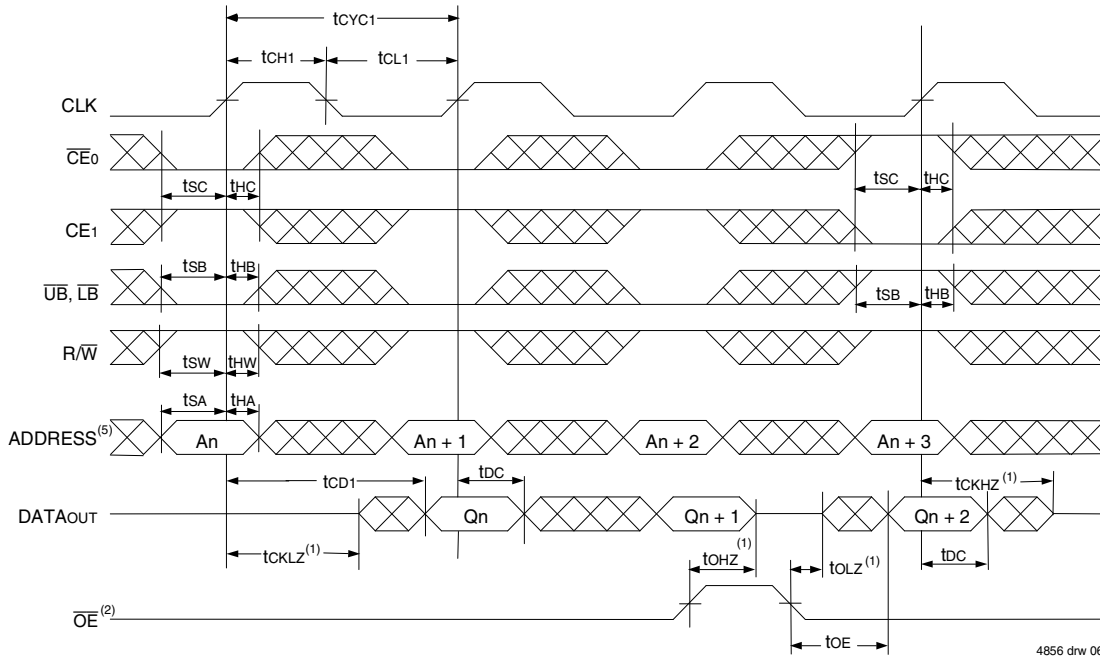 tCYC1
tCH1 tCL1
CLK
CE0
tSC tHC tSC tHC
CE1
tSB tHB
UB, LB
tSB tHB
R/W
tSW tHW
tSA tHA
ADDRESS(5) An An + 1 An + 2 An + 3
tCD1 tDC tCKHZ(1)
DATAOUT Qn Qn + 1 Qn + 2
tCKLZ(1) tOHZ(1) tOLZ(1) tDC
OE(2)
tOE
4856 drw 06